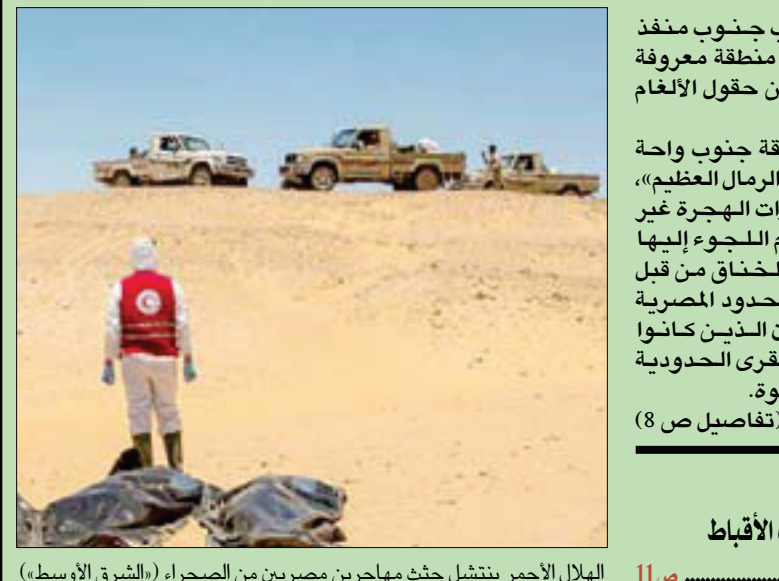 ب جنوب منفذ
منطقة معروفة
ن حقول الألغام
قة جنوب واحة
الرمال العظيم»،
رات الهجرة غير
م اللجوء إليها
لخناق من قبل
حدود المصرية
ن الذين كانوا
قرى الحدودية
وة.
(تفاصيل ص 8)
الأقباط
ص 11
الهلال الأحمر ينتشل جثث مهاجرين مصريين من الصحراء («الشرق الأوسط»)